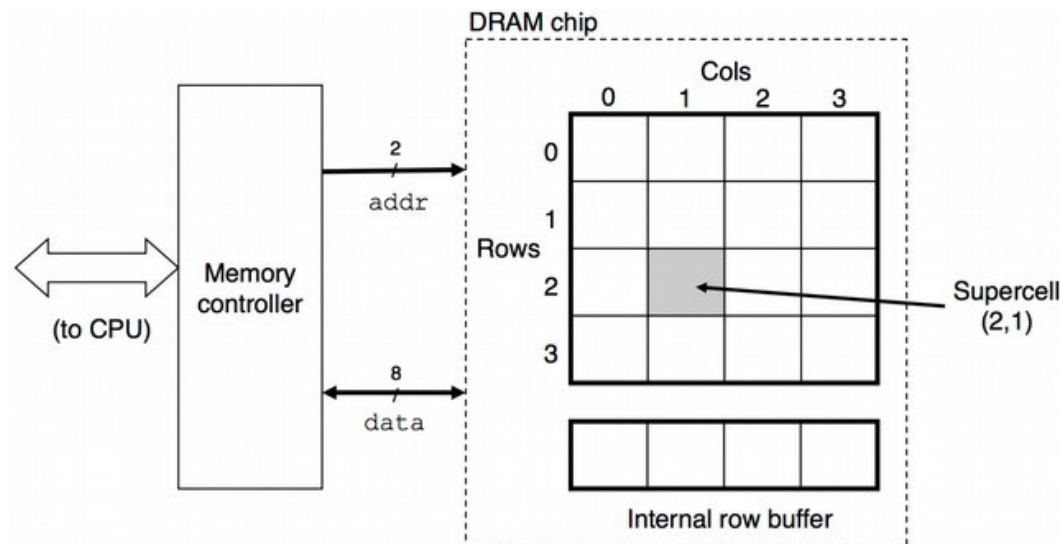 DRAM chip
Cols
0 1 2 3
0
2
addr
1
Rows
Memory
controller
2
Supercell
(2,1)
(to CPU)
3
8
data
Internal row buffer